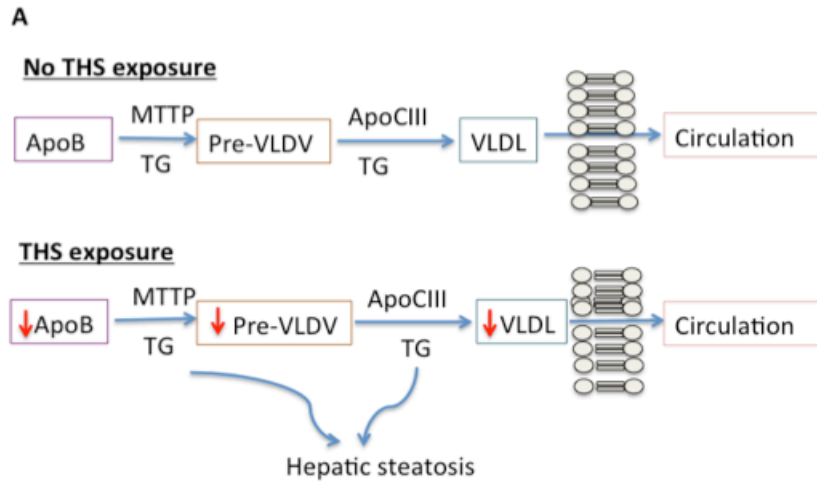 A
No THS exposure
ApoB
MTTP
TG
Pre-VLDV
ApoCIII
TG
VLDL
Circulation
THS exposure
ApoB
MTTP
TG
Pre-VLDV
ApoCIII
TG
VLDL
Circulation
Hepatic steatosis